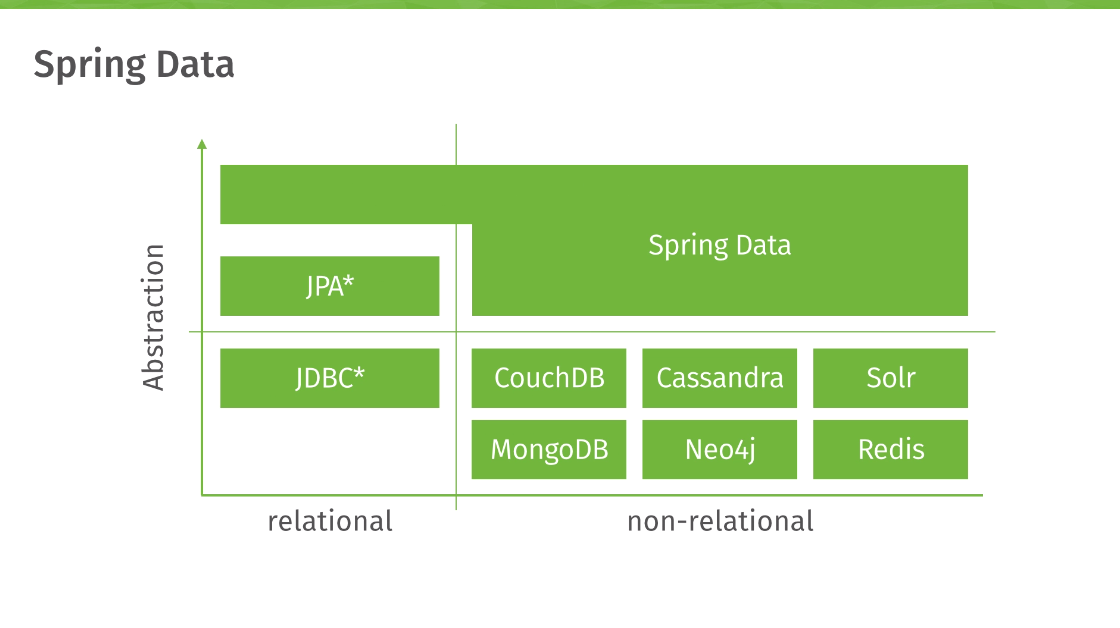 Spring Data
Abstraction
Spring Data
JPA*
JDBC*
CouchDB
Cassandra
Solr
MongoDB
Neo4j
Redis
relational
non-relational